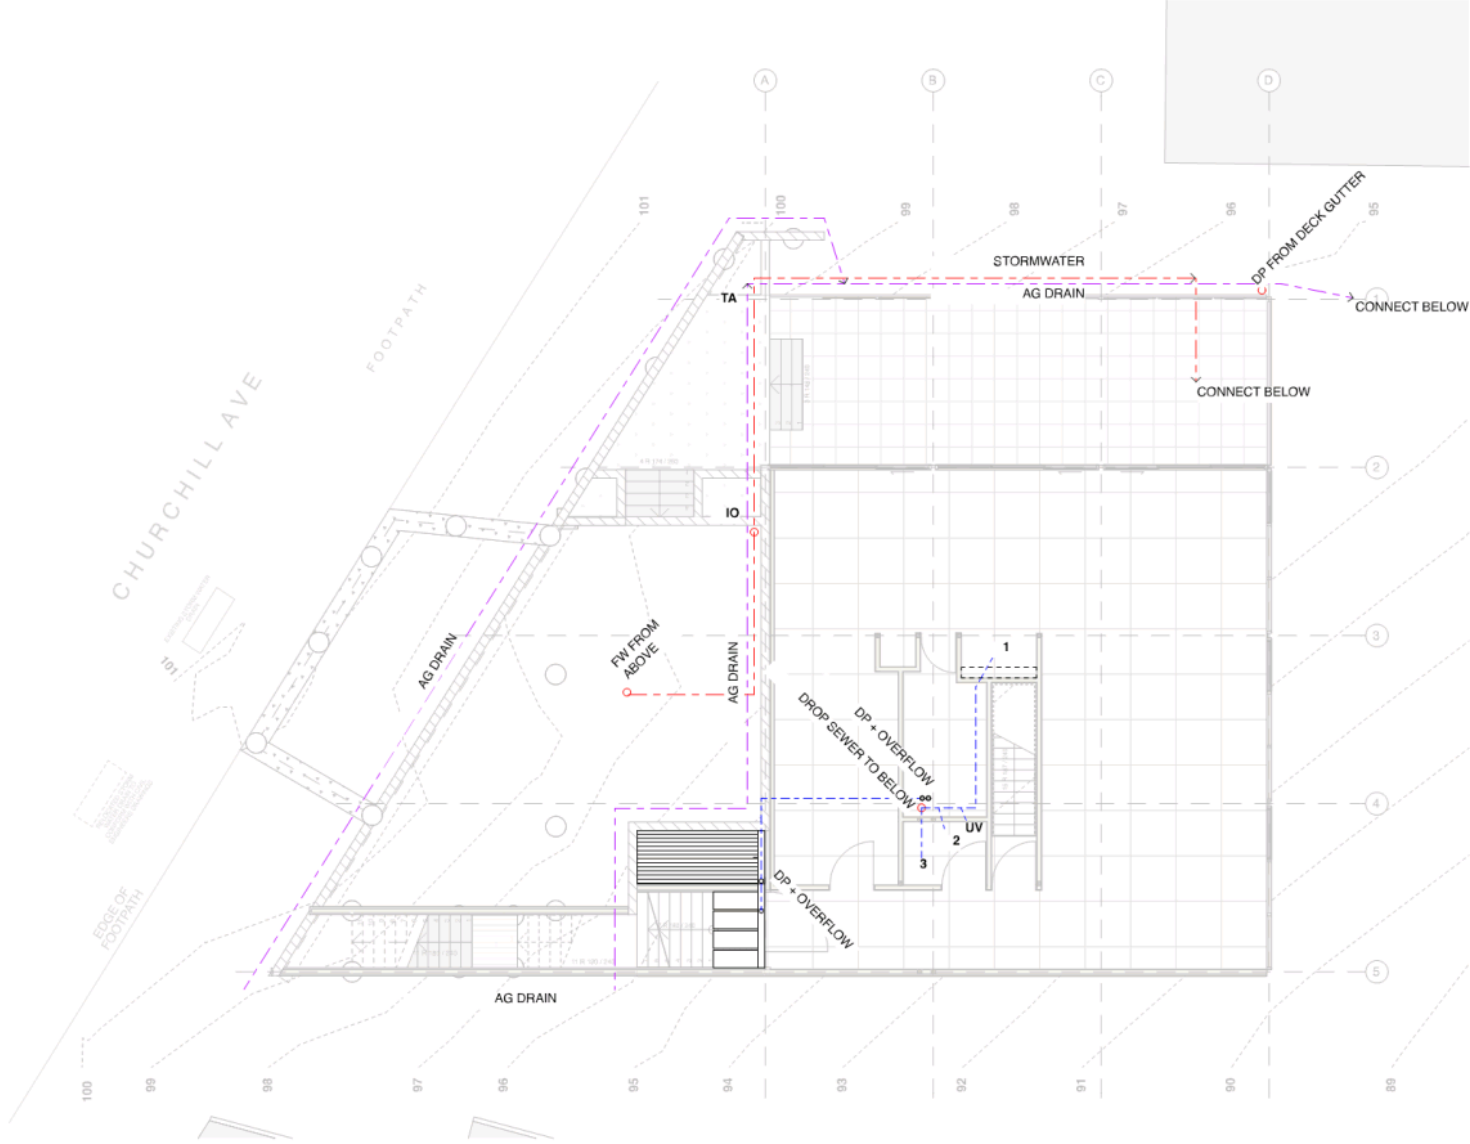 A
B
C
D
DP FROM DECK GUTTER
101
100
99
98
97
96
95
STORMWATER
AG DRAIN
TA
1
CONNECT BELOW
CONNECT BELOW
FOOTPATH
CHURCHILL AVE
2
IO
3
FW FROM
ABOVE
AG DRAIN
AG DRAIN
1
101
DP + OVERFLOW
DROP SEWER TO BELOW
4
UV
2
3
DP + OVERFLOW
EDGE OF
FOOTPATH
5
AG DRAIN
100
99
98
97
96
95
94
93
92
91
90
89